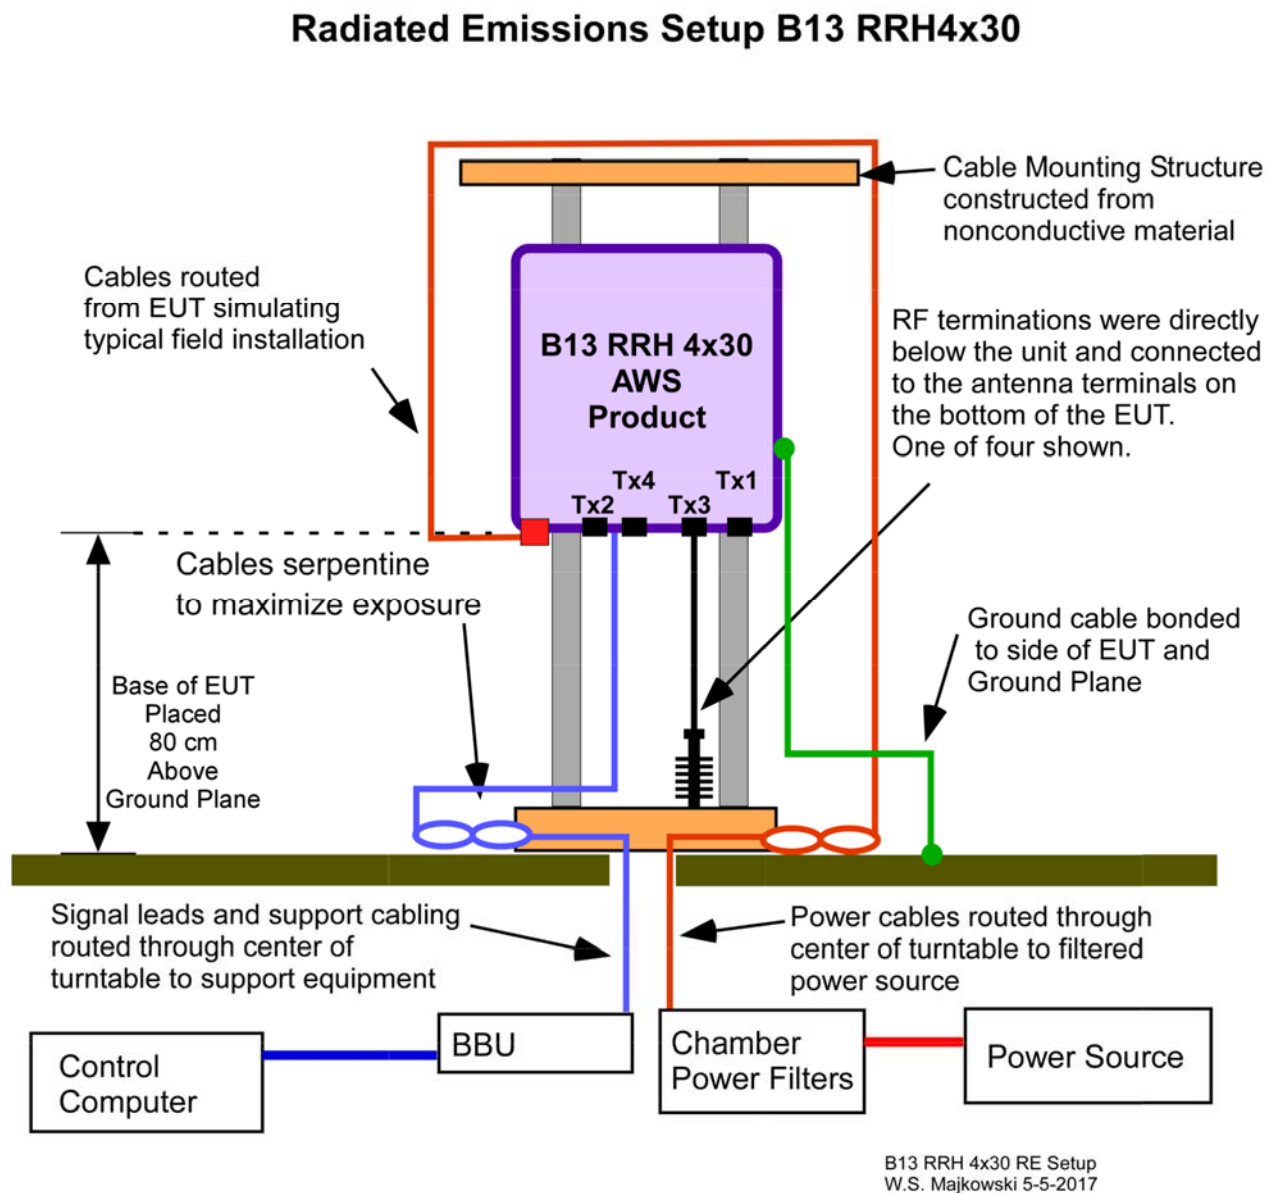 Radiated Emissions Setup B13 RRH4x30
Cable Mounting Structure
constructed from
nonconductive material
Cables routed
from EUT simulating
typical field installation
RF terminations were directly
below the unit and connected
to the antenna terminals on
the bottom of the EUT.
One of four shown.
B13 RRH 4x30
AWS
Product
Tx4
Tx1
Tx2
Tx3
Cables serpentine
to maximize exposure
Ground cable bonded
to side of EUT and
Ground Plane
Base of EUT
Placed
80 cm
Above
Ground Plane
Signal leads and support cabling
routed through center of
turntable to support equipment
Power cables routed through
center of turntable to filtered
power source
Control
Computer
BBU
Chamber
Power Filters
Power Source
B13 RRH 4x30 RE Setup
W.S. Majkowski 5-5-2017